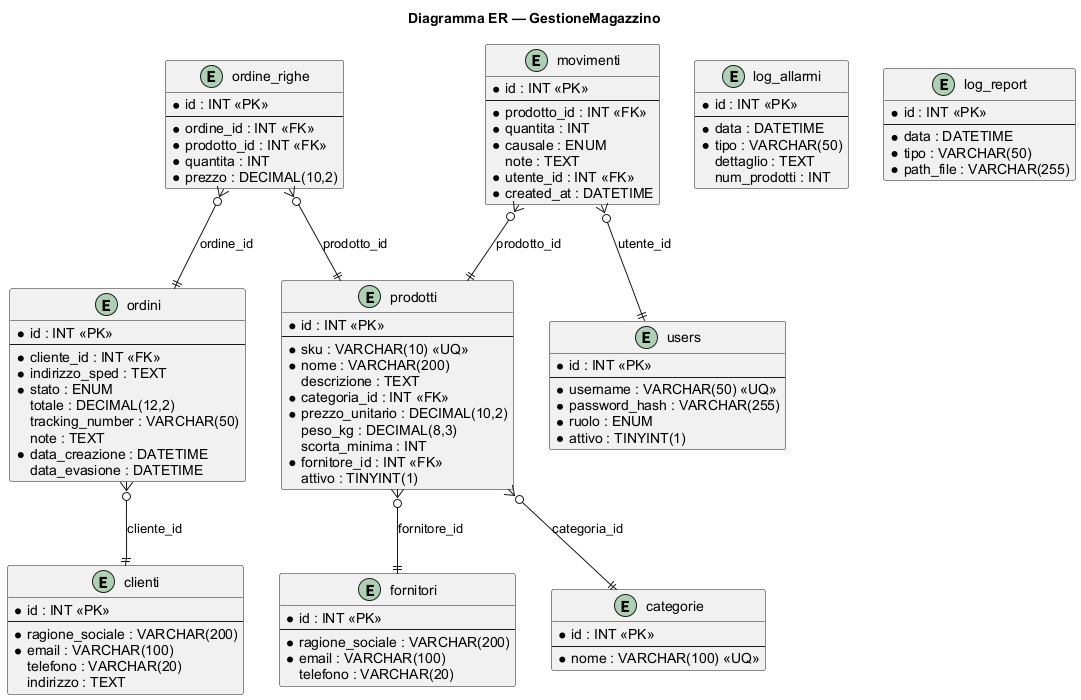 Diagramma ER — GestioneMagazzino
E ordine_righe
id : INT «PK»
ordine_id : INT «FK»
prodotto_id : INT «FK»
quantita : INT
prezzo : DECIMAL(10,2)
E movimenti
id : INT «PK»
prodotto_id : INT «FK»
quantita : INT
causale : ENUM
note : TEXT
utente_id : INT «FK»
created_at : DATETIME
E log_allarmi
id : INT «PK»
data : DATETIME
tipo : VARCHAR(50)
dettaglio : TEXT
num_prodotti : INT
E log_report
id : INT «PK»
data : DATETIME
tipo : VARCHAR(50)
path_file : VARCHAR(255)
ordine_id
prodotto_id
prodotto_id
utente_id
E ordini
id : INT «PK»
cliente_id : INT «FK»
indirizzo_sped : TEXT
stato : ENUM
totale : DECIMAL(12,2)
tracking_number : VARCHAR(50)
note : TEXT
data_creazione : DATETIME
data_evasione : DATETIME
E prodotti
id : INT «PK»
sku : VARCHAR(10) «UQ»
nome : VARCHAR(200)
descrizione : TEXT
categoria_id : INT «FK»
prezzo_unitario : DECIMAL(10,2)
peso_kg : DECIMAL(8,3)
scorta_minima : INT
fornitore_id : INT «FK»
attivo : TINYINT(1)
E users
id : INT «PK»
username : VARCHAR(50) «UQ»
password_hash : VARCHAR(255)
ruolo : ENUM
attivo : TINYINT(1)
cliente_id
fornitore_id
categoria_id
E clienti
id : INT «PK»
ragione_sociale : VARCHAR(200)
email : VARCHAR(100)
telefono : VARCHAR(20)
indirizzo : TEXT
E fornitori
id : INT «PK»
ragione_sociale : VARCHAR(200)
email : VARCHAR(100)
telefono : VARCHAR(20)
E categorie
id : INT «PK»
nome : VARCHAR(100) «UQ»